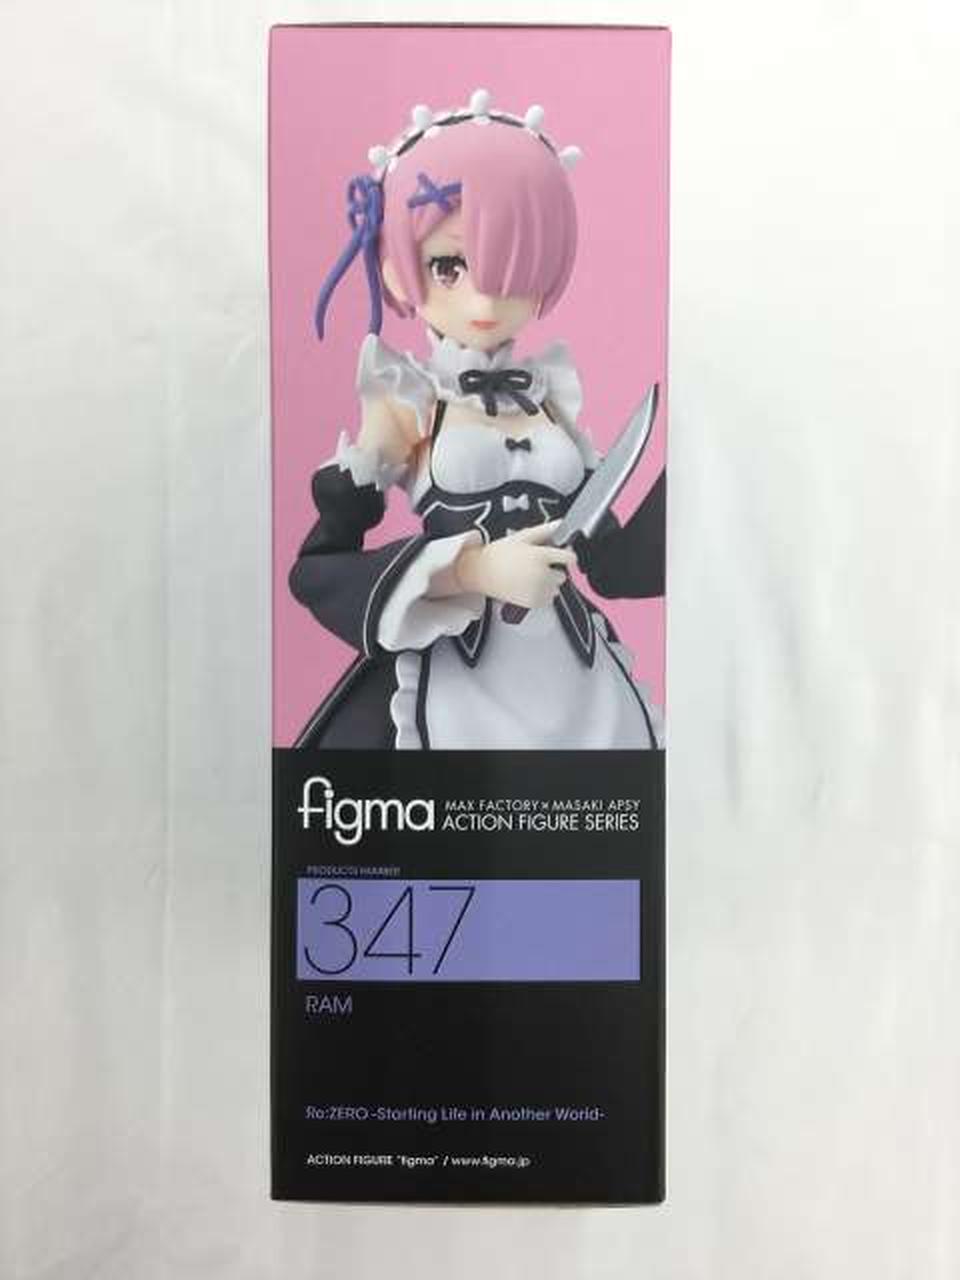 figma
MAX FACTORY × MASAKI APSY
ACTION FIGURE SERIES
PRODUCTS NUMBER
347
RAM
Re:ZERO -Starting Life in Another World-
ACTION FIGURE "figma" / www.figma.jp